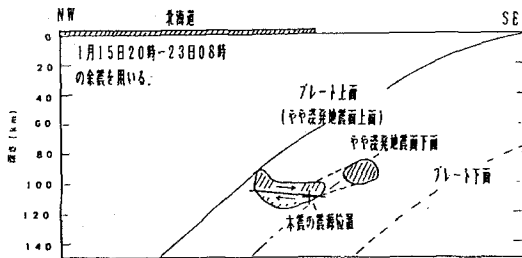 NW
北海道
SE
1月15日20時-23日08時
の余震を用いる.
プレート上面
(やや深発地震面上面)
やや深発地震面下面
プレート下面
本震の震源位置
深さ (km)
0
20
40
60
80
100
120
140